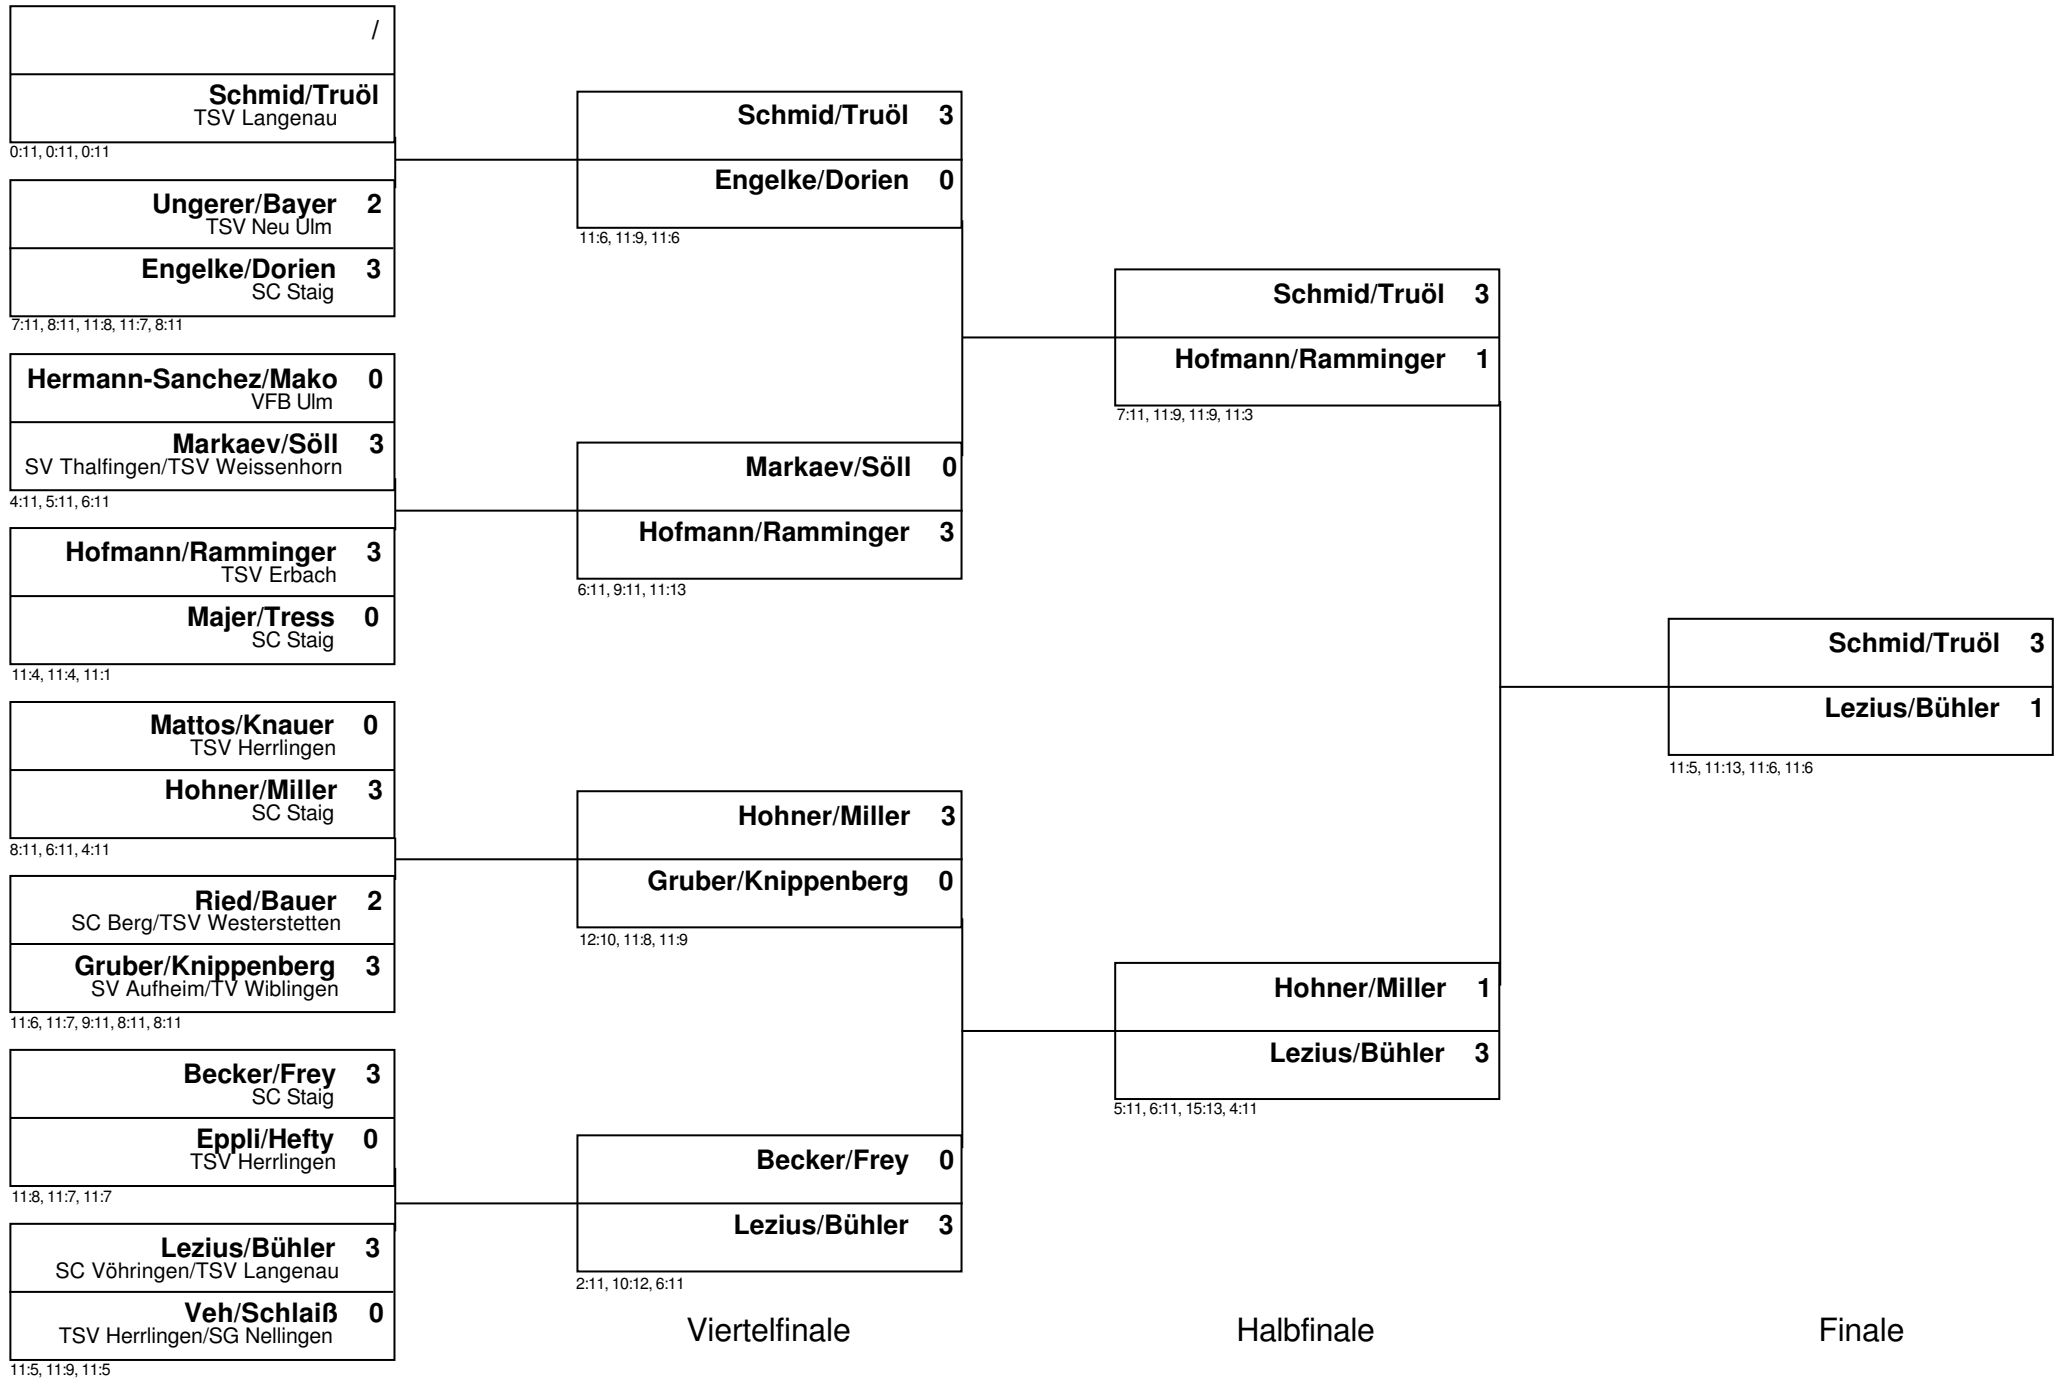 /
Schmid/Truöl
TSV Langenau
0:11, 0:11, 0:11
Ungerer/Bayer 2
TSV Neu Ulm
Engelke/Dorien 3
SC Staig
7:11, 8:11, 11:8, 11:7, 8:11
Hermann-Sanchez/Mako 0
VFB Ulm
Markaev/Söll 3
SV Thalfingen/TSV Weissenhorn
4:11, 5:11, 6:11
Hofmann/Ramminger 3
TSV Erbach
Majer/Tress 0
SC Staig
11:4, 11:4, 11:1
Mattos/Knauer 0
TSV Herrlingen
Hohner/Miller 3
SC Staig
8:11, 6:11, 4:11
Ried/Bauer 2
SC Berg/TSV Westerstetten
Gruber/Knippenberg 3
SV Aufheim/TV Wiblingen
11:6, 11:7, 9:11, 8:11, 8:11
Becker/Frey 3
SC Staig
Eppli/Hefty 0
TSV Herrlingen
11:8, 11:7, 11:7
Lezius/Bühler 3
SC Vöhringen/TSV Langenau
Veh/Schlaiß 0
TSV Herrlingen/SG Nellingen
11:5, 11:9, 11:5
Schmid/Truöl 3
Engelke/Dorien 0
11:6, 11:9, 11:6
Markaev/Söll 0
Hofmann/Ramminger 3
6:11, 9:11, 11:13
Hohner/Miller 3
Gruber/Knippenberg 0
12:10, 11:8, 11:9
Becker/Frey 0
Lezius/Bühler 3
2:11, 10:12, 6:11
Viertelfinale
Schmid/Truöl 3
Hofmann/Ramminger 1
7:11, 11:9, 11:9, 11:3
Hohner/Miller 1
Lezius/Bühler 3
5:11, 6:11, 15:13, 4:11
Halbfinale
Schmid/Truöl 3
Lezius/Bühler 1
11:5, 11:13, 11:6, 11:6
Finale